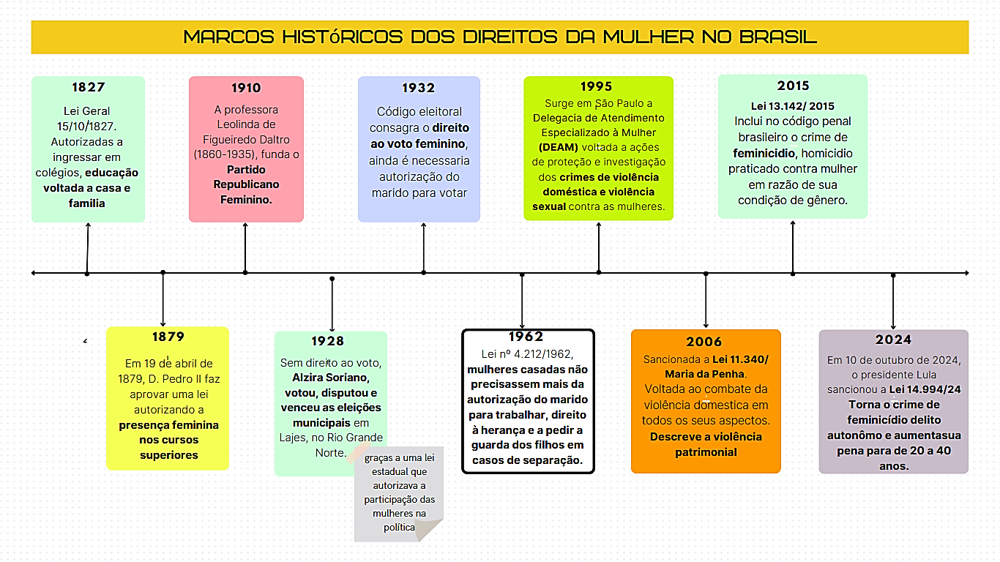 MARCOS HISTÓRICOS DOS DIREITOS DA MULHER NO BRASIL
1827
Lei Geral
15/10/1827.
Autorizadas a
ingressar em
colégios, educação
voltada a casa e
familia
1910
A professora
Leolinda de
Figueiredo Daltro
(1860-1935), funda o
Partido
Republicano
Feminino.
1932
Código eleitoral
consagra o direito
ao voto feminino,
ainda é necessaria
autorização do
marido para votar
1995
Surge em São Paulo a
Delegacia de Atendimento
Especializado à Mulher
(DEAM) voltada a ações
de proteção e investigação
dos crimes de violência
doméstica e violência
sexual contra as mulheres.
2015
Lei 13.142/ 2015
Inclui no código penal
brasileiro o crime de
feminicidio, homicidio
praticado contra mulher
em razão de sua
condição de gênero.
1879
Em 19 de abril de
1879, D. Pedro II faz
aprovar uma lei
autorizando a
presença feminina
nos cursos
superiores
1928
Sem direito ao voto,
Alzira Soriano,
votou, disputou e
venceu as eleições
municipais em
Lajes, no Rio Grande
Norte.
graças a uma lei
estadual que
autorizava a
participação das
mulheres na
política
1962
Lei nº 4.212/1962,
mulheres casadas não
precisassem mais da
autorização do marido
para trabalhar, direito
à herança e a pedir a
guarda dos filhos em
casos de separação.
2006
Sancionada a Lei 11.340/
Maria da Penha.
Voltada ao combate da
violência domestica em
todos os seus aspectos.
Descreve a violência
patrimonial
2024
Em 10 de outubro de 2024,
o presidente Lula
sancionou a Lei 14.994/24
Torna o crime de
feminicídio delito
autonômo e aumentasua
pena para de 20 a 40
anos.